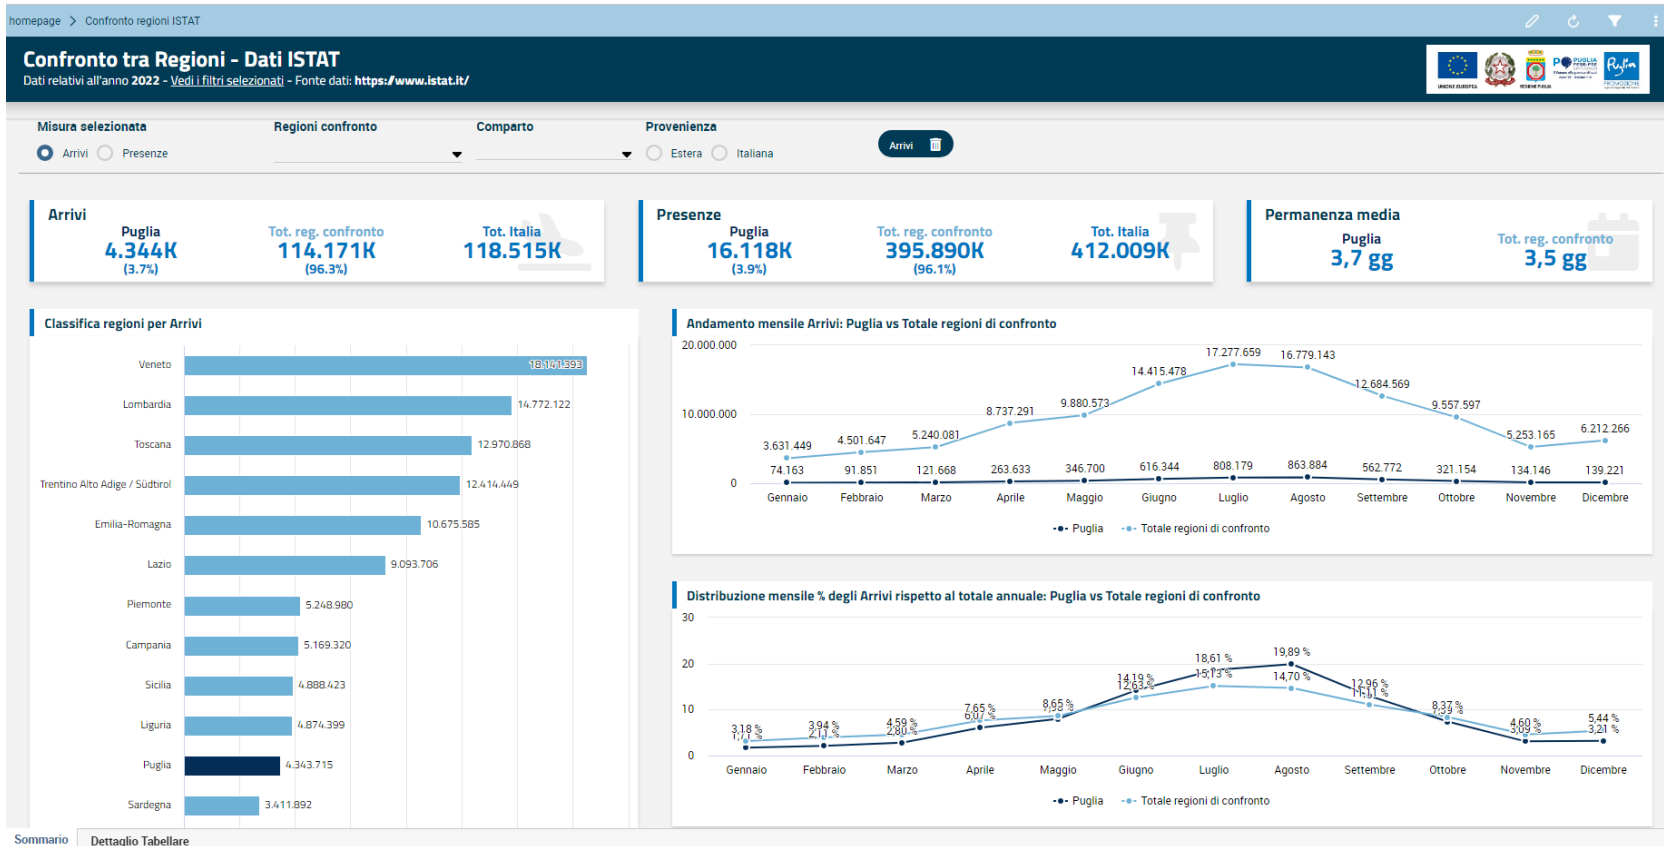 homepage > Confronto regioni ISTAT
Confronto tra Regioni - Dati ISTAT
Dati relativi all'anno 2022 - Vedi i filtri selezionati - Fonte dati: https://www.istat.it/
UNIONE EUROPEA
REGIONE PUGLIA
PUGLIA
Puglia
PROMOZIONE
Misura selezionata
Regioni confronto
Comparto
Provenienza
Arrivi
Presenze
Estera
Italiana
Arrivi
Arrivi
Puglia
4.344K
(3.7%)
Tot. reg. confronto
114.171K
(96.3%)
Tot. Italia
118.515K
Presenze
Puglia
16.118K
(3.9%)
Tot. reg. confronto
395.890K
(96.1%)
Tot. Italia
412.009K
Permanenza media
Puglia
3,7 gg
Tot. reg. confronto
3,5 gg
Classifica regioni per Arrivi
Veneto 18.141.393
Lombardia 14.772.122
Toscana 12.970.868
Trentino Alto Adige / Südtirol 12.414.449
Emilia-Romagna 10.675.585
Lazio 9.093.706
Piemonte 5.248.980
Campania 5.169.320
Sicilia 4.888.423
Liguria 4.874.399
Puglia 4.343.715
Sardegna 3.411.892
Andamento mensile Arrivi: Puglia vs Totale regioni di confronto
20.000.000
10.000.000
0
3.631.449 4.501.647 5.240.081 8.737.291 9.880.573 14.415.478 17.277.659 16.779.143 12.684.569 9.557.597 5.253.165 6.212.266
74.163 91.851 121.668 263.633 346.700 616.344 808.179 863.884 562.772 321.154 134.146 139.221
Gennaio Febbraio Marzo Aprile Maggio Giugno Luglio Agosto Settembre Ottobre Novembre Dicembre
Puglia Totale regioni di confronto
Distribuzione mensile % degli Arrivi rispetto al totale annuale: Puglia vs Totale regioni di confronto
30
20
10
0
3,18 % 3,94 % 4,59 % 7,65 % 8,65 % 14,19 % 18,61 % 19,89 % 12,96 % 8,37 % 4,60 % 5,44 %
1,71 % 2,11 % 2,80 % 6,07 % 12,63 % 15,13 % 14,70 % 11,11 % 7,39 % 3,09 % 3,21 %
Gennaio Febbraio Marzo Aprile Maggio Giugno Luglio Agosto Settembre Ottobre Novembre Dicembre
Puglia Totale regioni di confronto
Sommario
Dettaglio Tabellare